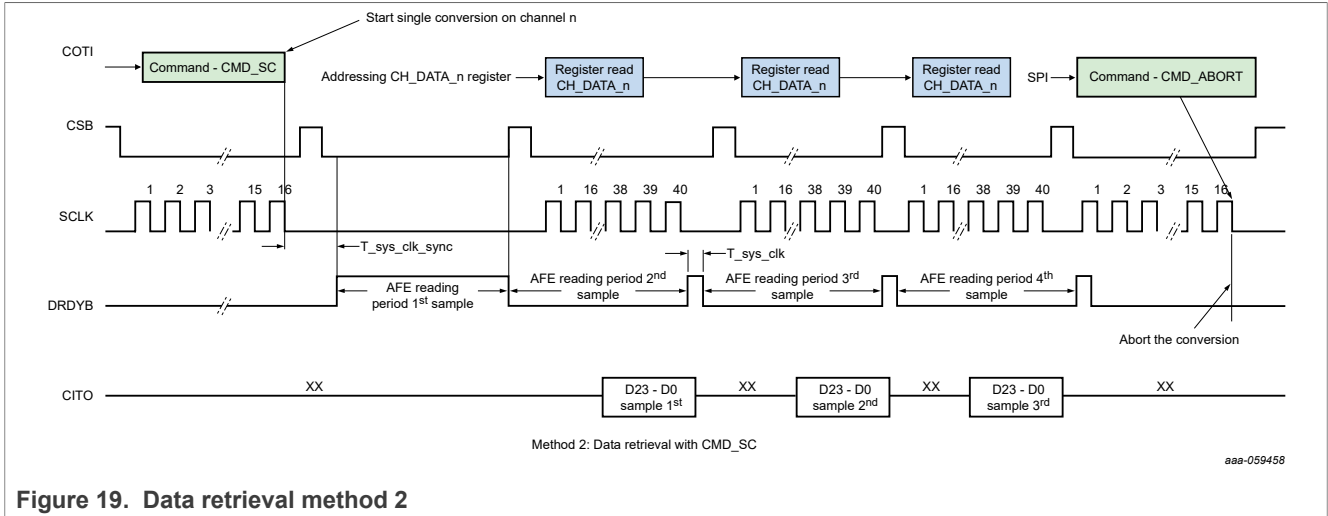 Start single conversion on channel n
COTI
Command - CMD_SC
Addressing CH_DATA_n register
Register read
CH_DATA_n
Register read
CH_DATA_n
Register read
CH_DATA_n
SPI
Command - CMD_ABORT
CSB
1 2 3 15 16 1 16 38 39 40 1 16 38 39 40 1 16 38 39 40 1 2 3 15 16
SCLK
T_sys_clk_sync
T_sys_clk
AFE reading
period 1st sample
AFE reading period 2nd
sample
AFE reading period 3rd
sample
AFE reading period 4th
sample
DRDYB
Abort the conversion
XX XX XX XX
CITO
D23 - D0
sample 1st
D23 - D0
sample 2nd
D23 - D0
sample 3rd
Method 2: Data retrieval with CMD_SC
aaa-059458
Figure 19. Data retrieval method 2